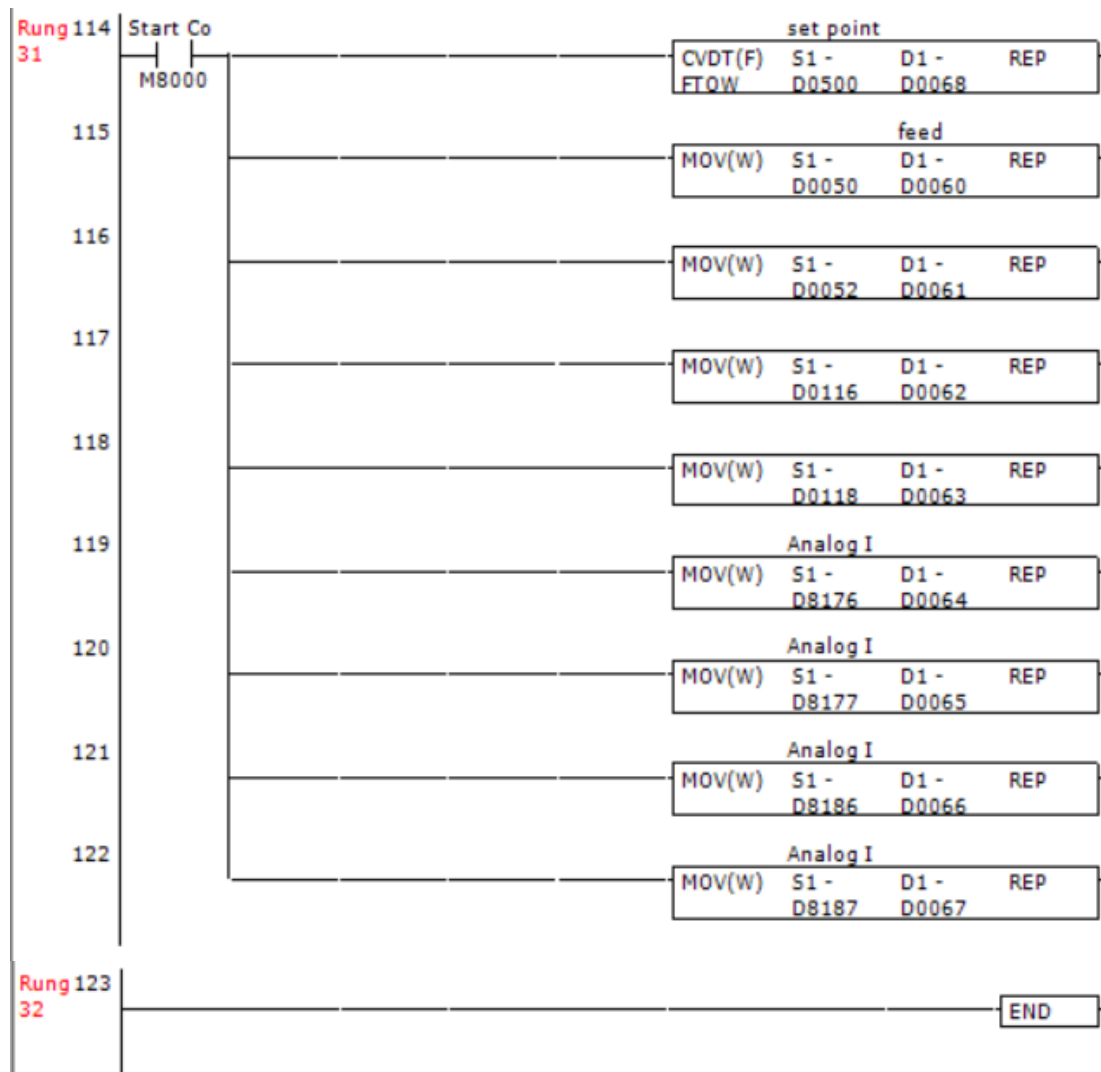 Rung 114 Start Co set point
31 CVDT(F) S1 - D1 - REP
M8000 FTOW D0500 D0068
115 feed
MOV(W) S1 - D1 - REP
D0050 D0060
116
MOV(W) S1 - D1 - REP
D0052 D0061
117
MOV(W) S1 - D1 - REP
D0116 D0062
118
MOV(W) S1 - D1 - REP
D0118 D0063
119 Analog I
MOV(W) S1 - D1 - REP
D8176 D0064
120 Analog I
MOV(W) S1 - D1 - REP
D8177 D0065
121 Analog I
MOV(W) S1 - D1 - REP
D8186 D0066
122 Analog I
MOV(W) S1 - D1 - REP
D8187 D0067
Rung 123
32 END